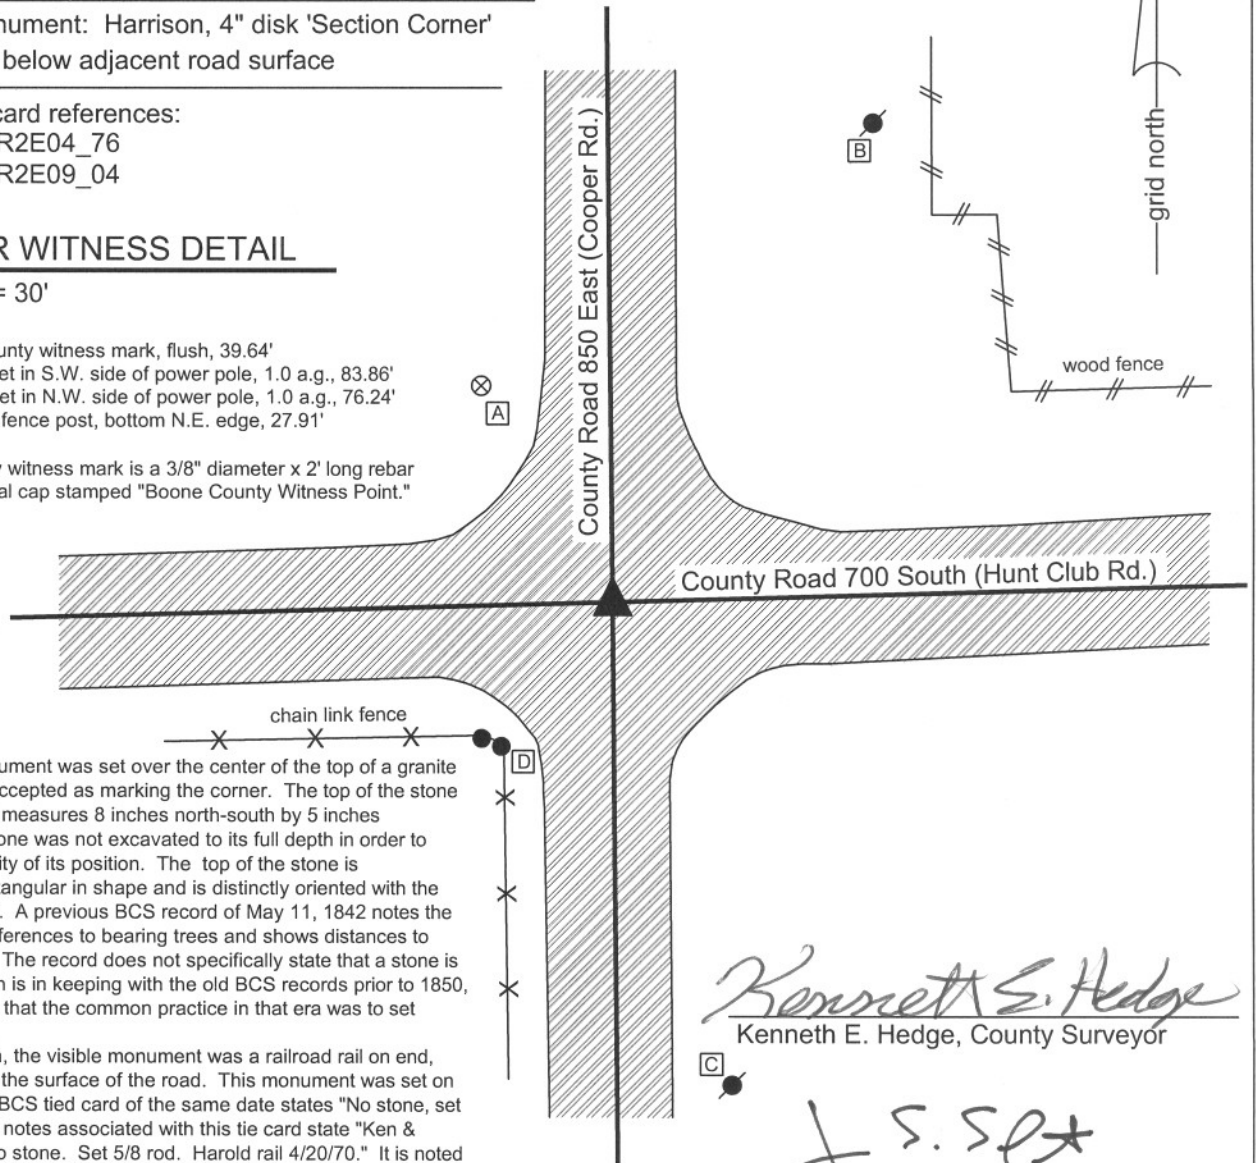 nument: Harrison, 4" disk 'Section Corner'
below adjacent road surface
card references:
R2E04_76
R2E09_04
R WITNESS DETAIL
= 30'
unty witness mark, flush, 39.64'
et in S.W. side of power pole, 1.0 a.g., 83.86'
et in N.W. side of power pole, 1.0 a.g., 76.24'
fence post, bottom N.E. edge, 27.91'
y witness mark is a 3/8" diameter x 2' long rebar
al cap stamped "Boone County Witness Point."
County Road 850 East (Cooper Rd.)
A
B
grid north
wood fence
County Road 700 South (Hunt Club Rd.)
chain link fence
D
ument was set over the center of the top of a granite
ccepted as marking the corner. The top of the stone
measures 8 inches north-south by 5 inches
one was not excavated to its full depth in order to
ity of its position. The top of the stone is
tangular in shape and is distinctly oriented with the
. A previous BCS record of May 11, 1842 notes the
ferences to bearing trees and shows distances to
The record does not specifically state that a stone is
n is in keeping with the old BCS records prior to 1850,
that the common practice in that era was to set
, the visible monument was a railroad rail on end,
the surface of the road. This monument was set on
BCS tied card of the same date states "No stone, set
notes associated with this tie card state "Ken &
o stone. Set 5/8 rod. Harold rail 4/20/70." It is noted
Kenneth E. Hedge
Kenneth E. Hedge, County Surveyor
C